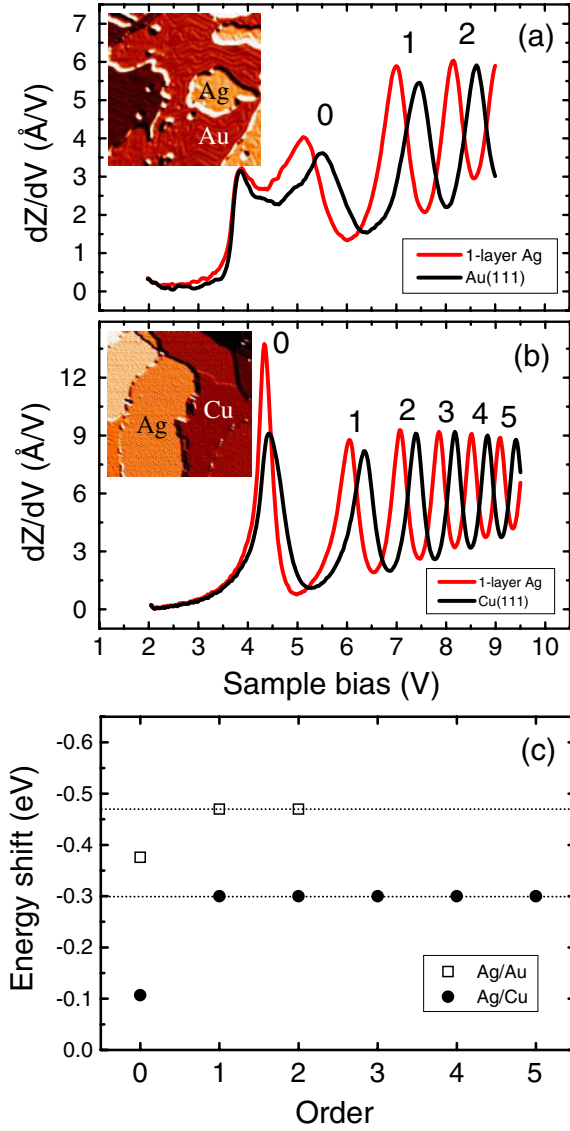 (a)
dZ/dV (Å/V)
7
6
5
4
3
2
1
0
Ag
Au
0
1
2
1-layer Ag
Au(111)
(b)
dZ/dV (Å/V)
12
9
6
3
0
Ag
Cu
0
1
2
3
4
5
1-layer Ag
Cu(111)
1 2 3 4 5 6 7 8 9 10
Sample bias (V)
(c)
Energy shift (eV)
-0.6
-0.5
-0.4
-0.3
-0.2
-0.1
0.0
Ag/Au
Ag/Cu
0 1 2 3 4 5
Order